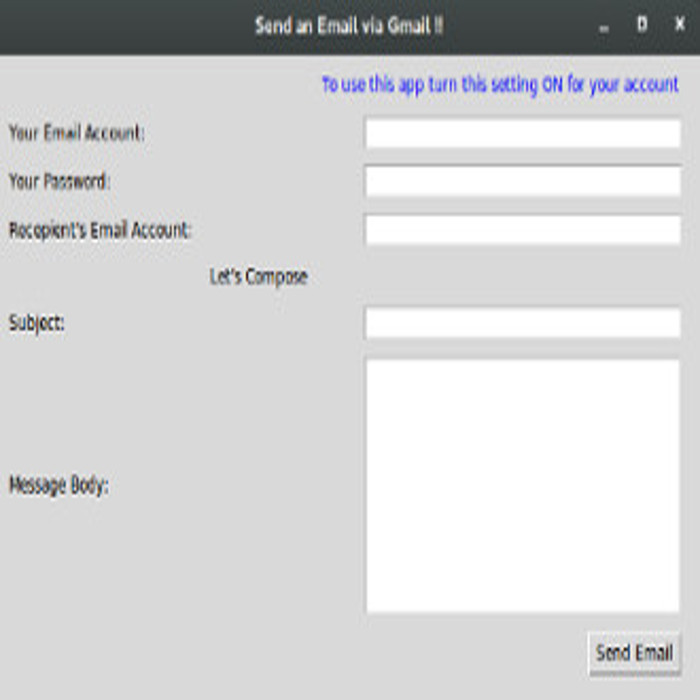 Send an Email via Gmail !!
To use this app turn this setting ON for your account
Your Email Account:
Your Password:
Recepient's Email Account:
Let's Compose
Subject:
Message Body:
Send Email